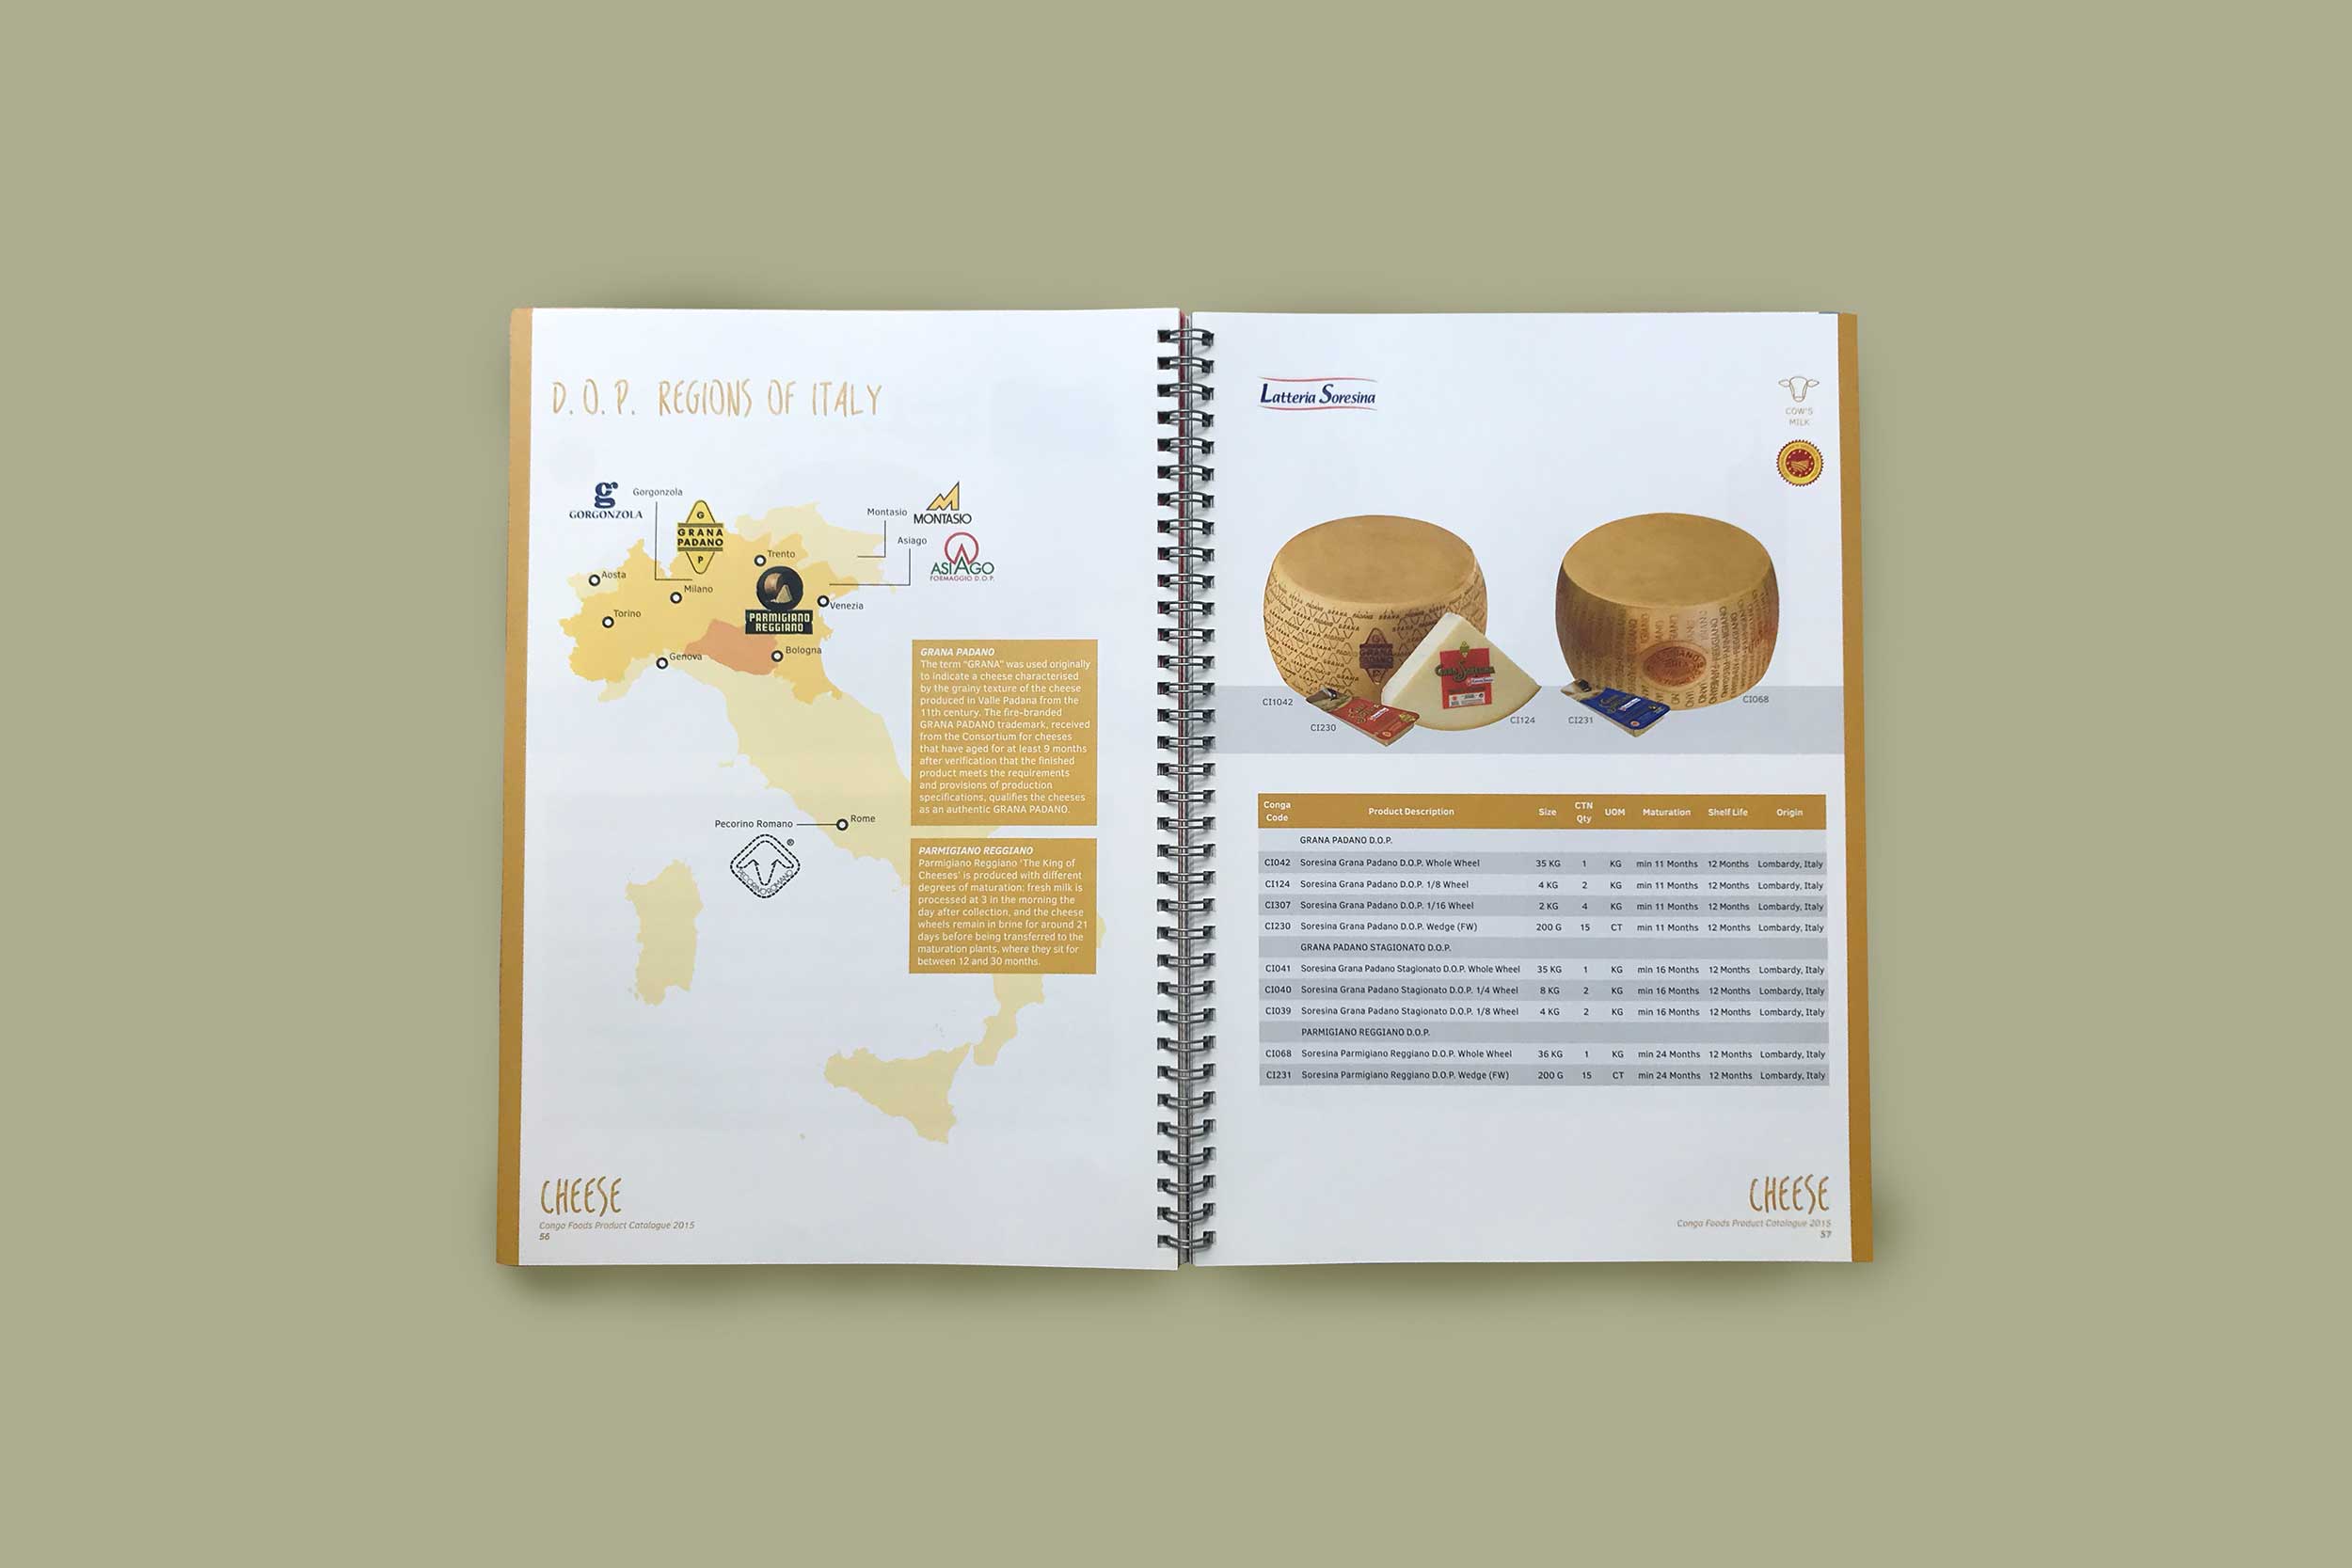 D.O.P. REGIONS OF ITALY
g
GORGONZOLA
Gorgonzola
G
GRANA
PADANO
P
Montasio
MONTASIO
Asiago
ASIAGO
FORMAGGIO D.O.P.
Trento
Aosta
Milano
Torino
Venezia
PARMIGIANO
REGGIANO
Genova
Bologna
GRANA PADANO
The term "GRANA" was used originally
to indicate a cheese characterised
by the grainy texture of the cheese
produced in Valle Padana from the
11th century. The fire-branded
GRANA PADANO trademark, received
from the Consortium for cheeses
that have aged for at least 9 months
after verification that the finished
product meets the requirements
and provisions of production
specifications, qualifies the cheeses
as an authentic GRANA PADANO.
Pecorino Romano
Rome
®
PECORINO ROMANO
PARMIGIANO REGGIANO
Parmigiano Reggiano 'The King of
Cheeses' is produced with different
degrees of maturation: fresh milk is
processed at 3 in the morning the
day after collection, and the cheese
wheels remain in brine for around 21
days before being transferred to the
maturation plants, where they sit for
between 12 and 30 months.
CHEESE
Conga Foods Product Catalogue 2015
56
Latteria Soresina
COW'S
MILK
GRANA
PADANO
CI1042
CI230
CI124
CI231
CI068
Conga Code Product Description Size CTN Qty UOM Maturation Shelf Life Origin
GRANA PADANO D.O.P.
CI042 Soresina Grana Padano D.O.P. Whole Wheel 35 KG 1 KG min 11 Months 12 Months Lombardy, Italy
CI124 Soresina Grana Padano D.O.P. 1/8 Wheel 4 KG 2 KG min 11 Months 12 Months Lombardy, Italy
CI307 Soresina Grana Padano D.O.P. 1/16 Wheel 2 KG 4 KG min 11 Months 12 Months Lombardy, Italy
CI230 Soresina Grana Padano D.O.P. Wedge (FW) 200 G 15 CT min 11 Months 12 Months Lombardy, Italy
GRANA PADANO STAGIONATO D.O.P.
CI041 Soresina Grana Padano Stagionato D.O.P. Whole Wheel 35 KG 1 KG min 16 Months 12 Months Lombardy, Italy
CI040 Soresina Grana Padano Stagionato D.O.P. 1/4 Wheel 8 KG 2 KG min 16 Months 12 Months Lombardy, Italy
CI039 Soresina Grana Padano Stagionato D.O.P. 1/8 Wheel 4 KG 2 KG min 16 Months 12 Months Lombardy, Italy
PARMIGIANO REGGIANO D.O.P.
CI068 Soresina Parmigiano Reggiano D.O.P. Whole Wheel 36 KG 1 KG min 24 Months 12 Months Lombardy, Italy
CI231 Soresina Parmigiano Reggiano D.O.P. Wedge (FW) 200 G 15 CT min 24 Months 12 Months Lombardy, Italy
CHEESE
Conga Foods Product Catalogue 2015
57